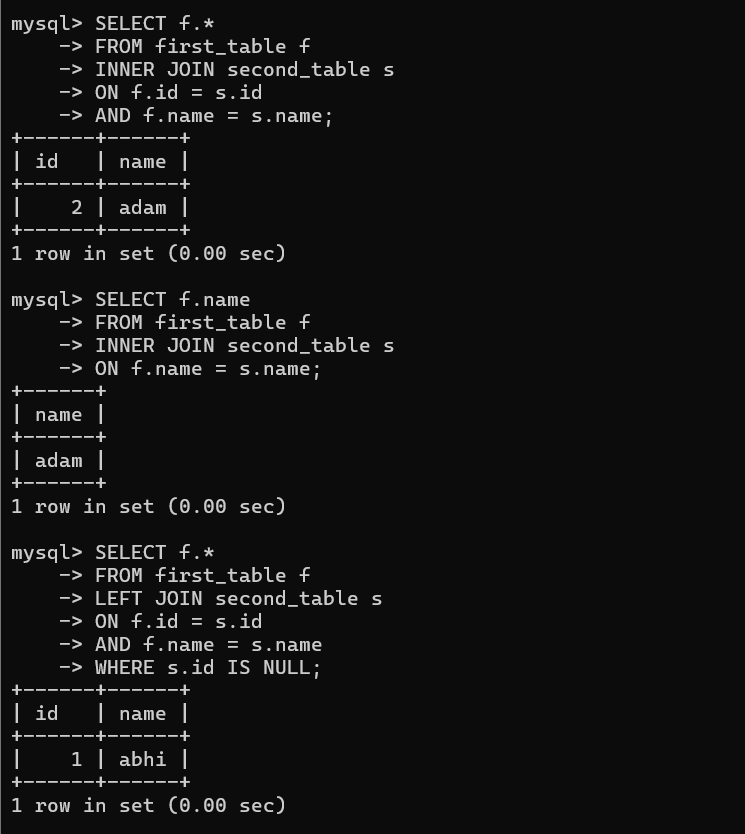 mysql> SELECT f.*
    -> FROM first_table f
    -> INNER JOIN second_table s
    -> ON f.id = s.id
    -> AND f.name = s.name;
+------+------+
| id   | name |
+------+------+
|    2 | adam |
+------+------+
1 row in set (0.00 sec)

mysql> SELECT f.name
    -> FROM first_table f
    -> INNER JOIN second_table s
    -> ON f.name = s.name;
+------+
| name |
+------+
| adam |
+------+
1 row in set (0.00 sec)

mysql> SELECT f.*
    -> FROM first_table f
    -> LEFT JOIN second_table s
    -> ON f.id = s.id
    -> AND f.name = s.name
    -> WHERE s.id IS NULL;
+------+------+
| id   | name |
+------+------+
|    1 | abhi |
+------+------+
1 row in set (0.00 sec)